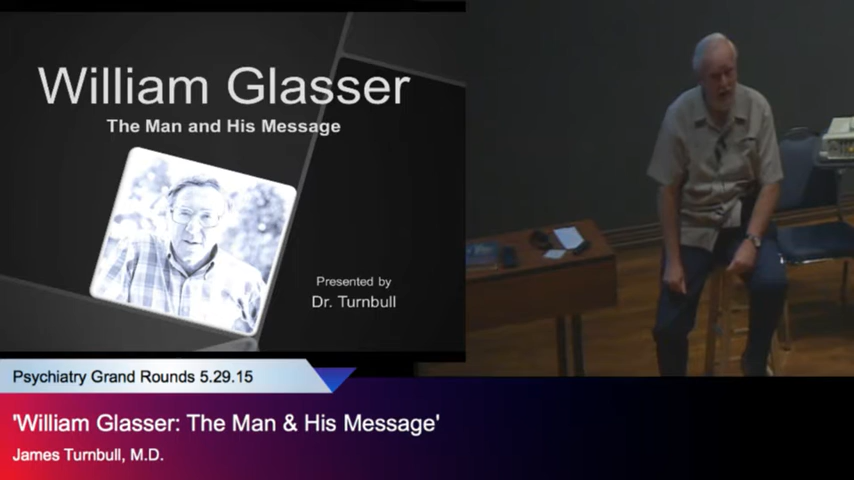 William Glasser
The Man and His Message
Presented by
Dr. Turnbull
Psychiatry Grand Rounds 5.29.15
'William Glasser: The Man & His Message'
James Turnbull, M.D.